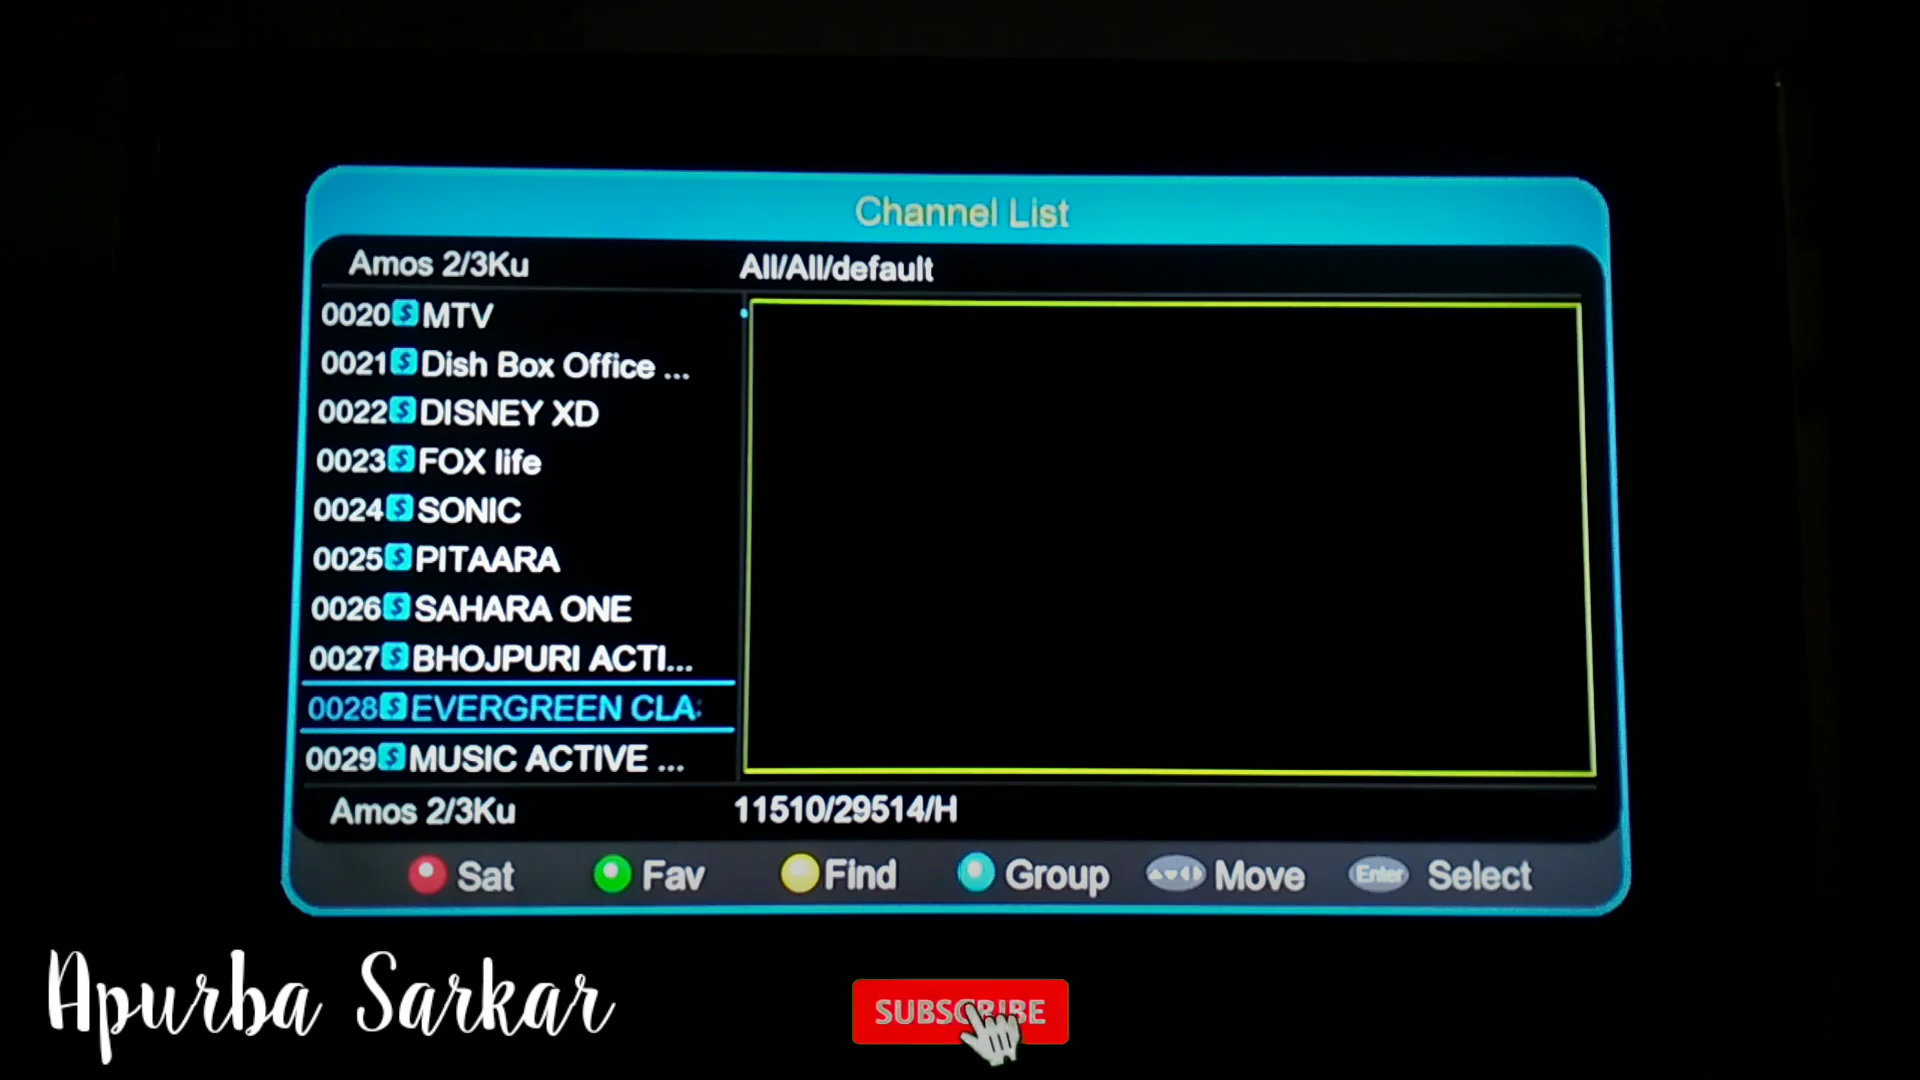 Channel List
Amos 2/3Ku All/All/default
0020 $ MTV
0021 $ Dish Box Office ...
0022 $ DISNEY XD
0023 $ FOX life
0024 $ SONIC
0025 $ PITAARA
0026 $ SAHARA ONE
0027 $ BHOJPURI ACTI...
0028 $ EVERGREEN CLA
0029 $ MUSIC ACTIVE ...
Amos 2/3Ku 11510/29514/H
Sat Fav Find Group Move Enter Select
Apurba Sarkar
SUBSCRIBE